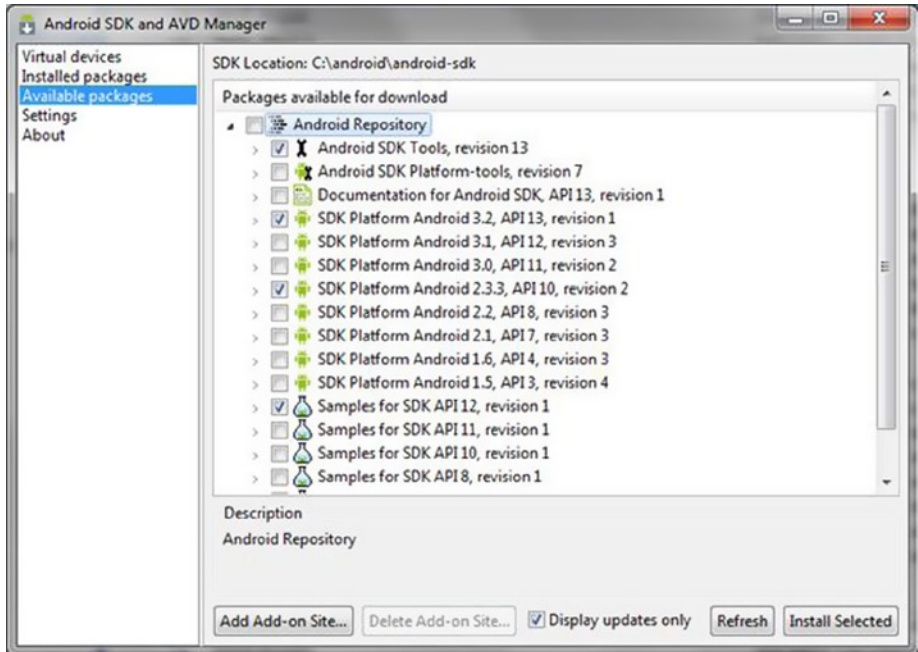 Android SDK and AVD Manager
Virtual devices
Installed packages
Available packages
Settings
About
SDK Location: C:\android\android-sdk
Packages available for download
Android Repository
Android SDK Tools, revision 13
Android SDK Platform-tools, revision 7
Documentation for Android SDK, API 13, revision 1
SDK Platform Android 3.2, API 13, revision 1
SDK Platform Android 3.1, API 12, revision 3
SDK Platform Android 3.0, API 11, revision 2
SDK Platform Android 2.3.3, API 10, revision 2
SDK Platform Android 2.2, API 8, revision 3
SDK Platform Android 2.1, API 7, revision 3
SDK Platform Android 1.6, API 4, revision 3
SDK Platform Android 1.5, API 3, revision 4
Samples for SDK API 12, revision 1
Samples for SDK API 11, revision 1
Samples for SDK API 10, revision 1
Samples for SDK API 8, revision 1
Description
Android Repository
Add Add-on Site...
Delete Add-on Site...
Display updates only
Refresh
Install Selected